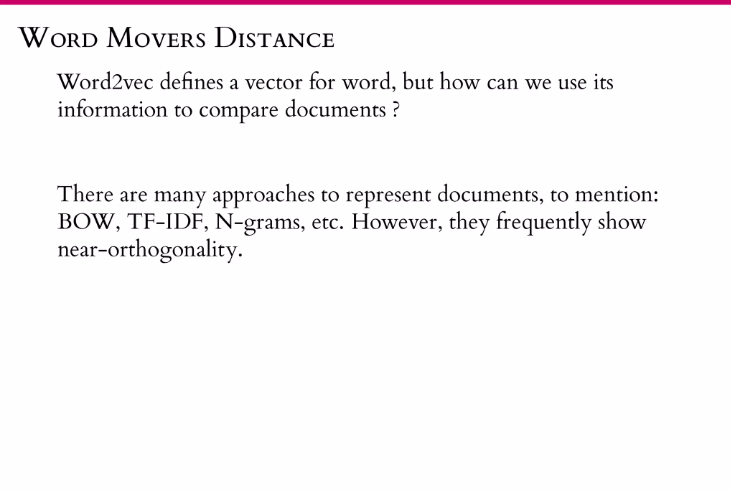 Word Movers Distance
Word2vec defines a vector for word, but how can we use its
information to compare documents ?
There are many approaches to represent documents, to mention:
BOW, TF-IDF, N-grams, etc. However, they frequently show
near-orthogonality.